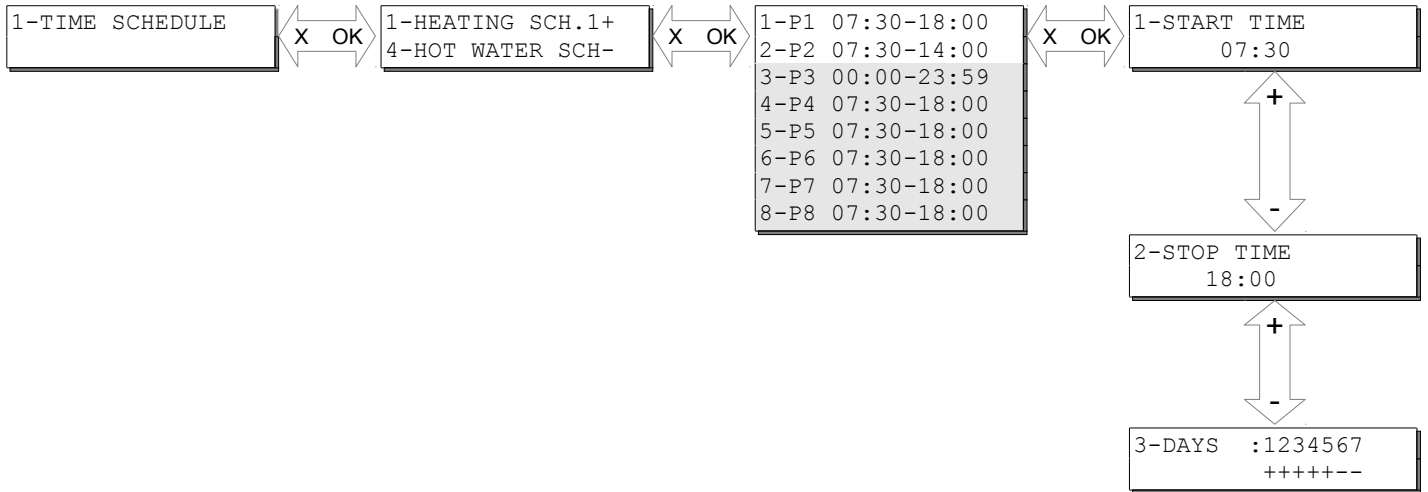 1-TIME SCHEDULE
X OK
1-HEATING SCH.1+
4-HOT WATER SCH-
X OK
1-P1 07:30-18:00
2-P2 07:30-14:00
3-P3 00:00-23:59
4-P4 07:30-18:00
5-P5 07:30-18:00
6-P6 07:30-18:00
7-P7 07:30-18:00
8-P8 07:30-18:00
X OK
1-START TIME
07:30
+
-
2-STOP TIME
18:00
+
-
3-DAYS :1234567
+++++--